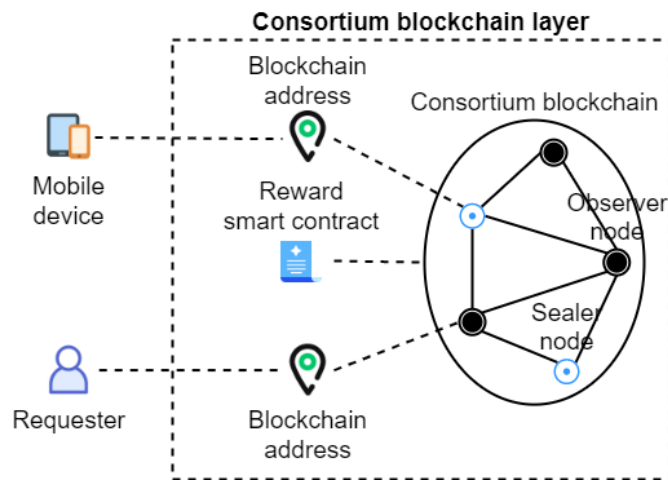 Consortium blockchain layer
Blockchain
address
Consortium blockchain
Mobile
device
Reward
smart contract
Observer
node
Sealer
node
Requester
Blockchain
address